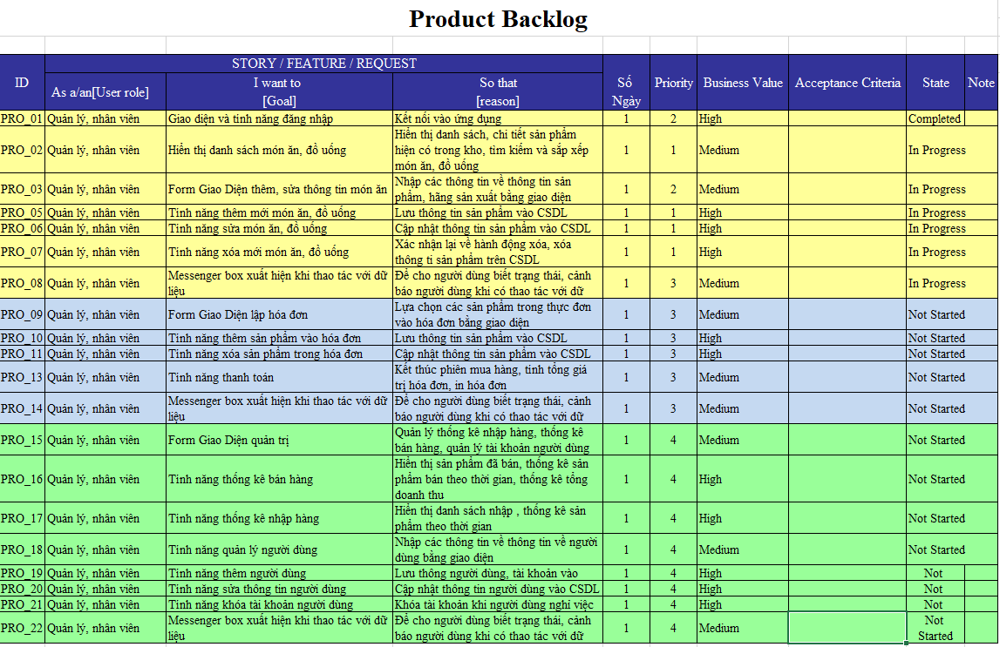 Product Backlog
ID
STORY / FEATURE / REQUEST
As a/an[User role]
I want to
[Goal]
So that
[reason]
Số
Ngày
Priority
Business Value
Acceptance Criteria
State
Note
PRO_01 Quản lý, nhân viên Giao diện và tính năng đăng nhập Kết nối vào ứng dụng 1 2 High Completed
PRO_02 Quản lý, nhân viên Hiển thị danh sách món ăn, đồ uống
Hiển thị danh sách, chi tiết sản phẩm
hiện có trong kho, tìm kiếm và sắp xếp
món ăn, đồ uống
1 1 Medium In Progress
PRO_03 Quản lý, nhân viên Form Giao Diện thêm, sửa thông tin món ăn
Nhập các thông tin về thông tin sản
phẩm, hãng sản xuất bằng giao diện
1 2 Medium In Progress
PRO_05 Quản lý, nhân viên Tính năng thêm mới món ăn, đồ uống Lưu thông tin sản phẩm vào CSDL 1 1 High In Progress
PRO_06 Quản lý, nhân viên Tính năng sửa món ăn, đồ uống Cập nhật thông tin sản phẩm vào CSDL 1 1 High In Progress
PRO_07 Quản lý, nhân viên Tính năng xóa mới món ăn, đồ uống
Xác nhận lại về hành động xóa, xóa
thông ti sản phẩm trên CSDL
1 1 High In Progress
PRO_08 Quản lý, nhân viên
Messenger box xuất hiện khi thao tác với dữ
liệu
Để cho người dùng biết trạng thái, cảnh
báo người dùng khi có thao tác với dữ
1 3 Medium In Progress
PRO_09 Quản lý, nhân viên Form Giao Diện lập hóa đơn
Lựa chọn các sản phẩm trong thực đơn
vào hóa đơn bằng giao diện
1 3 Medium Not Started
PRO_10 Quản lý, nhân viên Tính năng thêm sản phẩm vào hóa đơn Lưu thông tin sản phẩm vào CSDL 1 3 High Not Started
PRO_11 Quản lý, nhân viên Tính năng xóa sản phẩm trong hóa đơn Cập nhật thông tin sản phẩm vào CSDL 1 3 High Not Started
PRO_13 Quản lý, nhân viên Tính năng thanh toán
Kết thúc phiên mua hàng, tính tổng giá
trị hóa đơn, in hóa đơn
1 3 Medium Not Started
PRO_14 Quản lý, nhân viên
Messenger box xuất hiện khi thao tác với dữ
liệu
Để cho người dùng biết trạng thái, cảnh
báo người dùng khi có thao tác với dữ
1 3 Medium Not Started
PRO_15 Quản lý, nhân viên Form Giao Diện quản trị
Quản lý thống kê nhập hàng, thống kê
bán hàng, quản lý tài khoản người dùng
1 4 Medium Not Started
PRO_16 Quản lý, nhân viên Tính năng thống kê bán hàng
Hiển thị sản phẩm đã bán, thống kê sản
phẩm bán theo thời gian, thống kê tổng
doanh thu
1 4 High Not Started
PRO_17 Quản lý, nhân viên Tính năng thống kê nhập hàng
Hiển thị danh sách nhập , thống kê sản
phẩm theo thời gian
1 4 High Not Started
PRO_18 Quản lý, nhân viên Tính năng quản lý người dùng
Nhập các thông tin về thông tin về người
dùng bằng giao diện
1 4 Medium Not Started
PRO_19 Quản lý, nhân viên Tính năng thêm người dùng Lưu thông người dùng, tài khoản vào 1 4 High Not
PRO_20 Quản lý, nhân viên Tính năng sửa thông tin người dùng Cập nhật thông tin người dùng vào CSDL 1 4 High Not
PRO_21 Quản lý, nhân viên Tính năng khóa tài khoản người dùng Khóa tài khoản khi người dùng nghỉ việc 1 4 High Not
PRO_22 Quản lý, nhân viên
Messenger box xuất hiện khi thao tác với dữ
liệu
Để cho người dùng biết trạng thái, cảnh
báo người dùng khi có thao tác với dữ
1 4 Medium
Not
Started